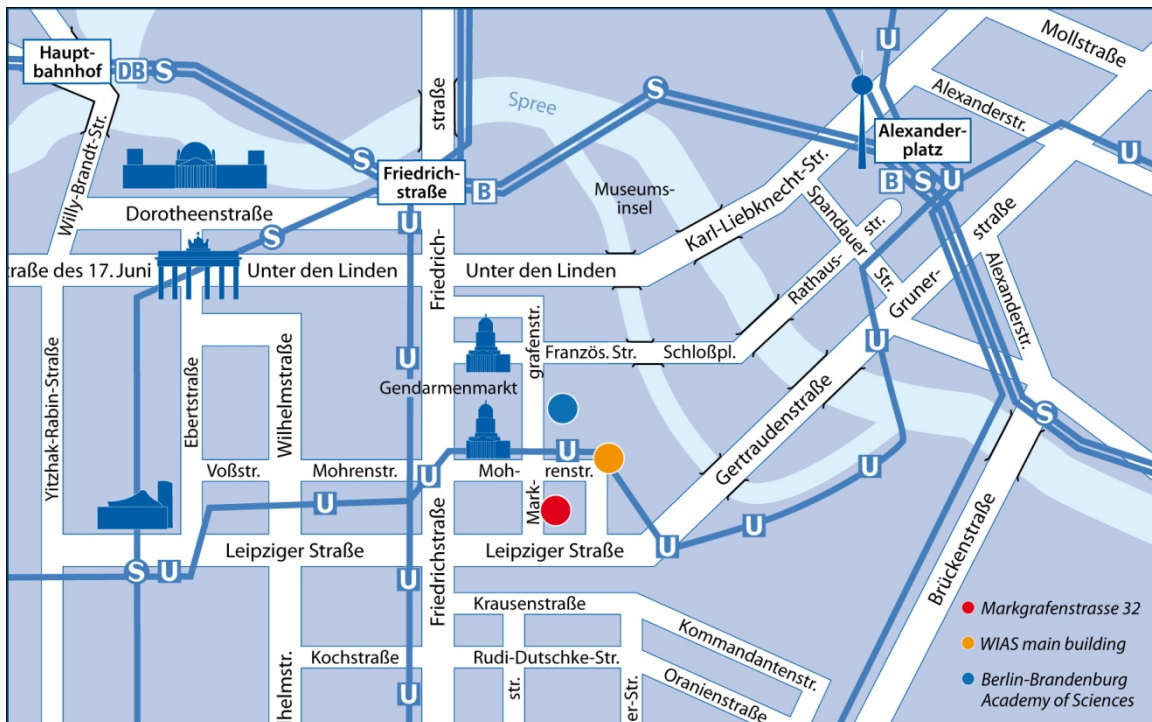 Haupt-
bahnhof
DB
S
Willy-Brandt-Str.
S
straße
Friedrich-
straße
B
U
Spree
S
U
Mollstraße
Alexanderstr.
Alexander-
platz
B
S
U
U
Dorotheenstraße
S
Museums-
insel
Karl-Liebknecht-Str.
Spandauer
Str.
Rathaus-
str.
Gruner-
straße
Alexanderstr.
traße des 17. Juni
Unter den Linden
Friedrich-
Unter den Linden
U
grafenstr.
Französ. Str.
Schloßpl.
U
Yitzhak-Rabin-Straße
Ebertstraße
Wilhelmstraße
Gendarmenmarkt
Gertraudenstraße
S
Voßstr.
Mohrenstr.
U
Moh-
renstr.
U
U
U
Mark-
S
U
Leipziger Straße
Friedrichstraße
U
Leipziger Straße
U
U
Brückenstraße
Krausenstraße
Kommandantenstr.
lhelmstr.
Kochstraße
Rudi-Dutschke-Str.
str.
er-Str.
Oranienstraße
U
Markgrafenstrasse 32
WIAS main building
Berlin-Brandenburg
Academy of Sciences